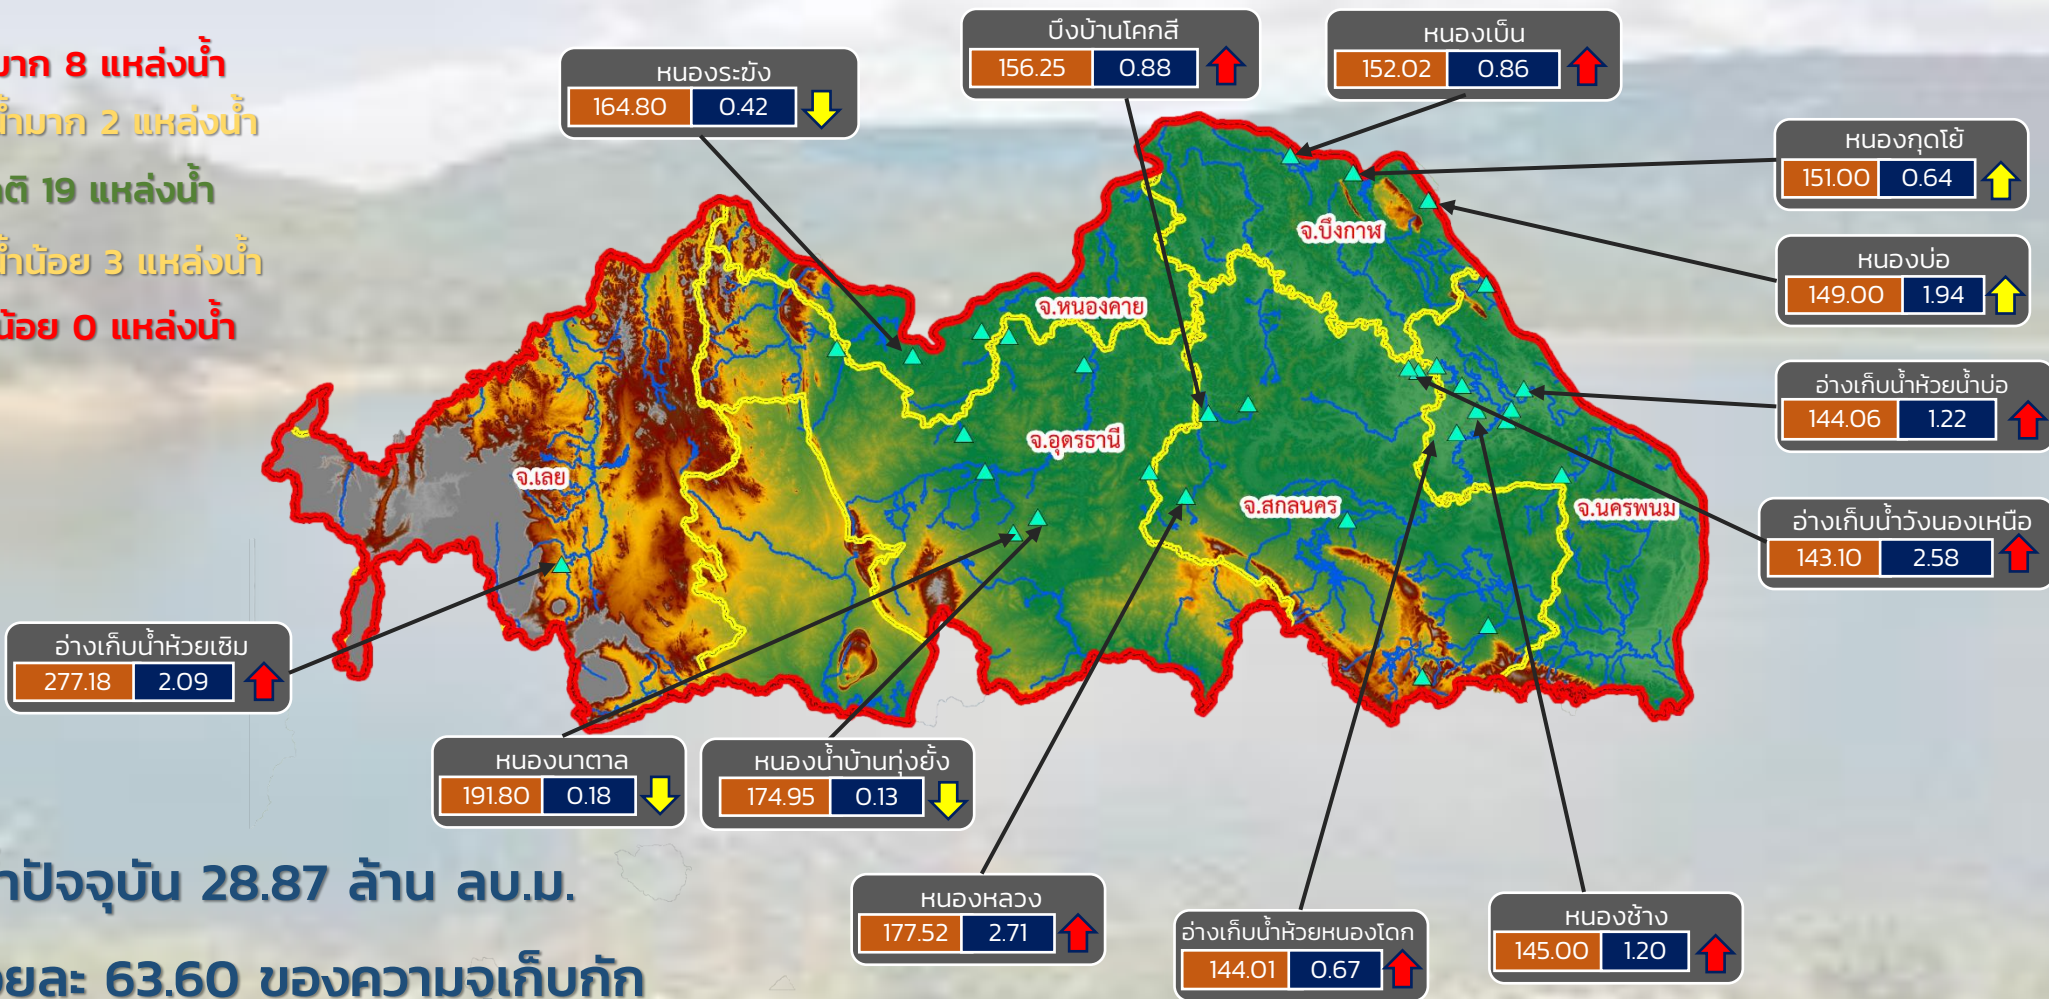 มาก 8 แหล่งน้ำ
น้ำมาก 2 แหล่งน้ำ
กติ 19 แหล่งน้ำ
น้ำน้อย 3 แหล่งน้ำ
น้อย 0 แหล่งน้ำ
หนองระฆัง
164.80 0.42
บึงบ้านโคกสี
156.25 0.88
หนองเบ็น
152.02 0.86
หนองกุดโย้
151.00 0.64
หนองบ่อ
149.00 1.94
อ่างเก็บน้ำห้วยน้ำบ่อ
144.06 1.22
อ่างเก็บน้ำวังนองเหนือ
143.10 2.58
จ.บึงกาฬ
จ.หนองคาย
จ.อุดรธานี
จ.เลย
จ.สกลนคร
จ.นครพนม
อ่างเก็บน้ำห้วยเซิม
277.18 2.09
หนองนาตาล
191.80 0.18
หนองน้ำบ้านทุ่งยั้ง
174.95 0.13
หนองหลวง
177.52 2.71
อ่างเก็บน้ำห้วยหนองโดก
144.01 0.67
หนองช้าง
145.00 1.20
ปัจจุบัน 28.87 ล้าน ลบ.ม.
ยละ 63.60 ของความจุเก็บกัก